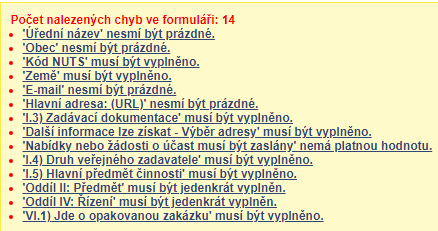 Počet nalezených chyb ve formuláři: 14
'Úřední název' nesmí být prázdné.
'Obec' nesmí být prázdné.
'Kód NUTS' musí být vyplněno.
'Země' musí být vyplněno.
'E-mail' nesmí být prázdné.
'Hlavní adresa: (URL)' nesmí být prázdné.
'I.3) Zadávací dokumentace' musí být vyplněno.
'Další informace lze získat - Výběr adresy' musí být vyplněno.
'Nabídky nebo žádosti o účast musí být zaslány' nemá platnou hodnotu.
'I.4) Druh veřejného zadavatele' musí být vyplněno.
'I.5) Hlavní předmět činnosti' musí být vyplněno.
'Oddíl II: Předmět' musí být jedenkrát vyplněn.
'Oddíl IV: Řízení' musí být jedenkrát vyplněn.
'VI.1) Jde o opakovanou zakázku' musí být vyplněno.